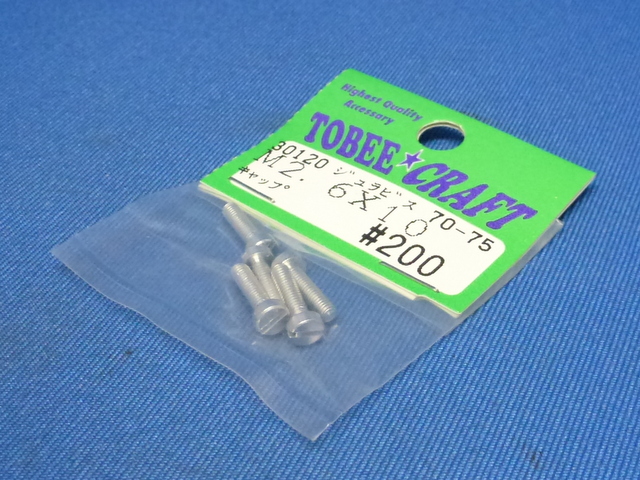 Highest Quality
Accessory
TOBEE☆CRAFT
30120 ジュラビス 70-75
M2.6X10
キャップ
#200